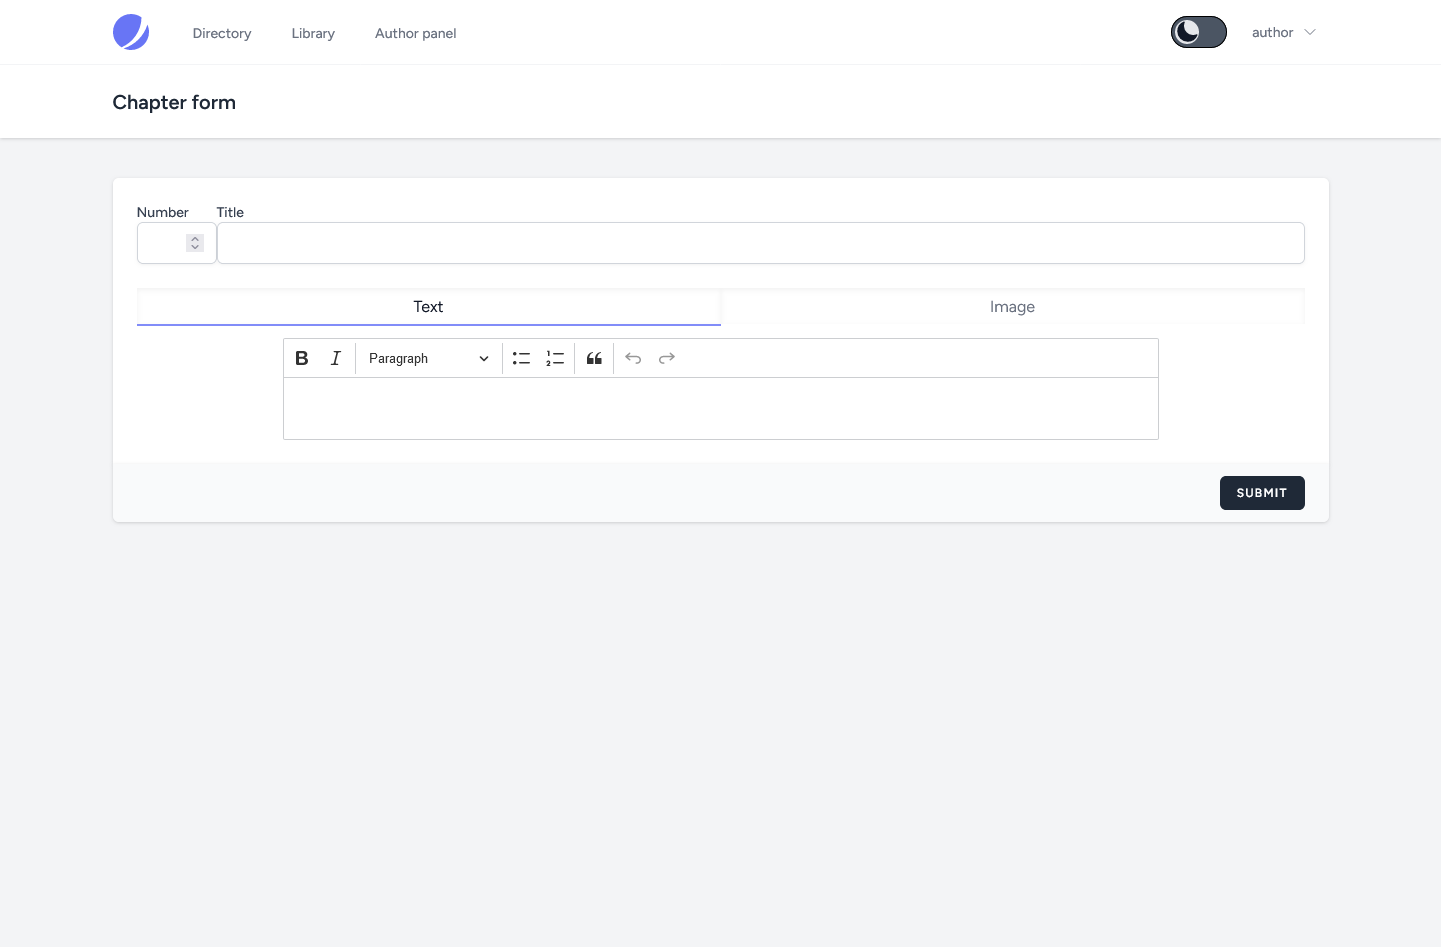 Directory Library Author panel author
Chapter form
Number Title
Text Image
B I Paragraph
SUBMIT